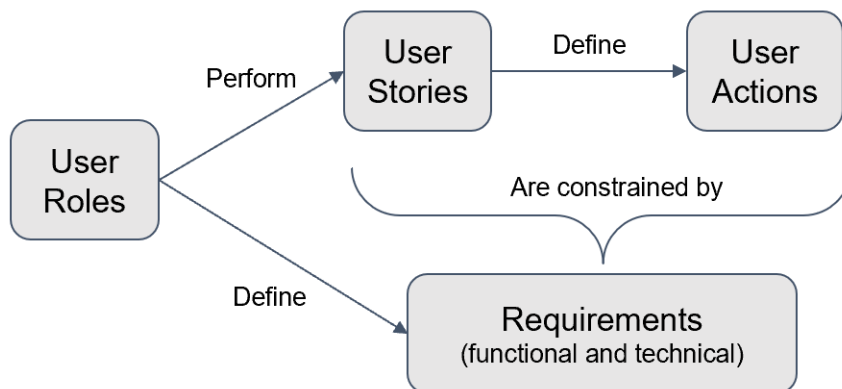 User
Roles
Perform
User
Stories
Define
User
Actions
Are constrained by
Define
Requirements
(functional and technical)